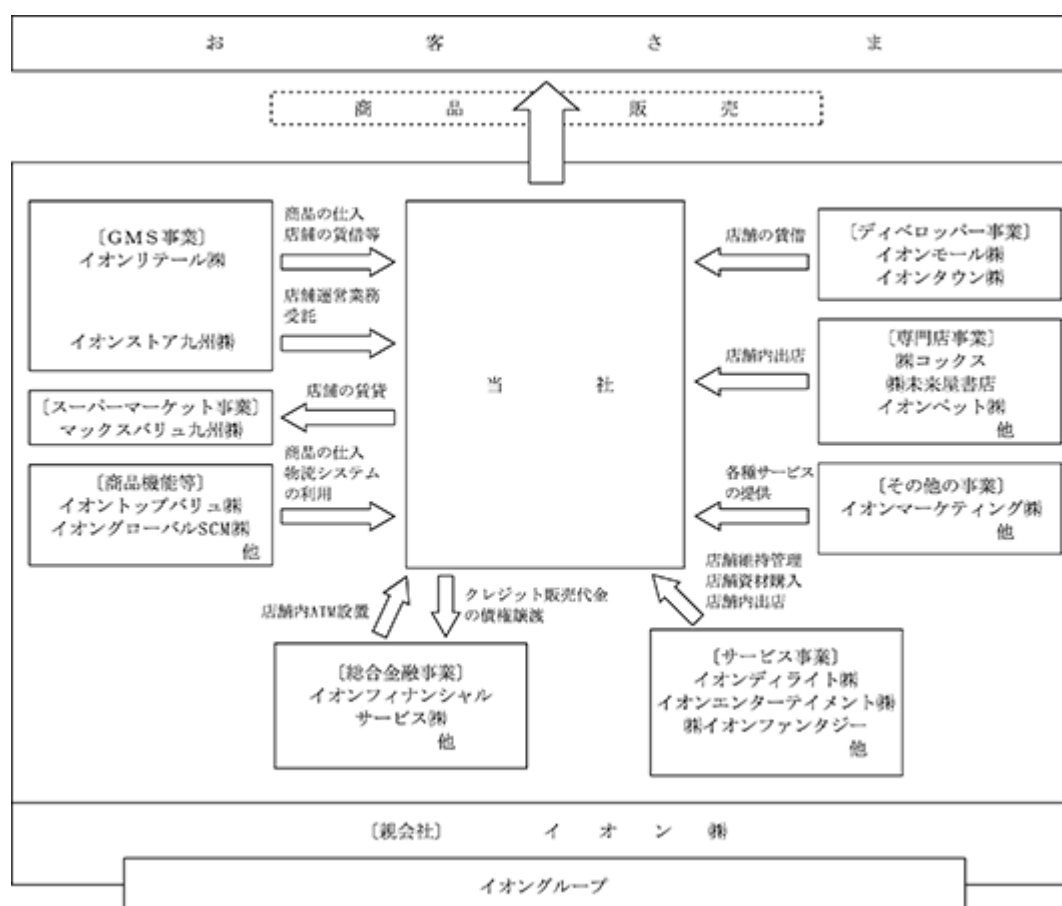 お客さま
商品販売
〔GMS事業〕
イオンリテール㈱
イオンストア九州㈱
商品の仕入
店舗の賃借等
店舗運営業務
受託
〔スーパーマーケット事業〕
マックスバリュ九州㈱
店舗の賃貸
〔商品機能等〕
イオントップバリュ㈱
イオングローバルSCM㈱
他
商品の仕入
物流システム
の利用
当社
店舗の賃借
〔ディベロッパー事業〕
イオンモール㈱
イオンタウン㈱
店舗内出店
〔専門店事業〕
㈱コックス
㈱未来屋書店
イオンペット㈱
他
各種サービス
の提供
〔その他の事業〕
イオンマーケティング㈱
他
店舗内ATM設置
クレジット販売代金
の債権譲渡
〔総合金融事業〕
イオンフィナンシャル
サービス㈱
他
店舗維持管理
店舗資材購入
店舗内出店
〔サービス事業〕
イオンディライト㈱
イオンエンターテイメント㈱
㈱イオンファンタジー
他
〔親会社〕 イオン㈱
イオングループ